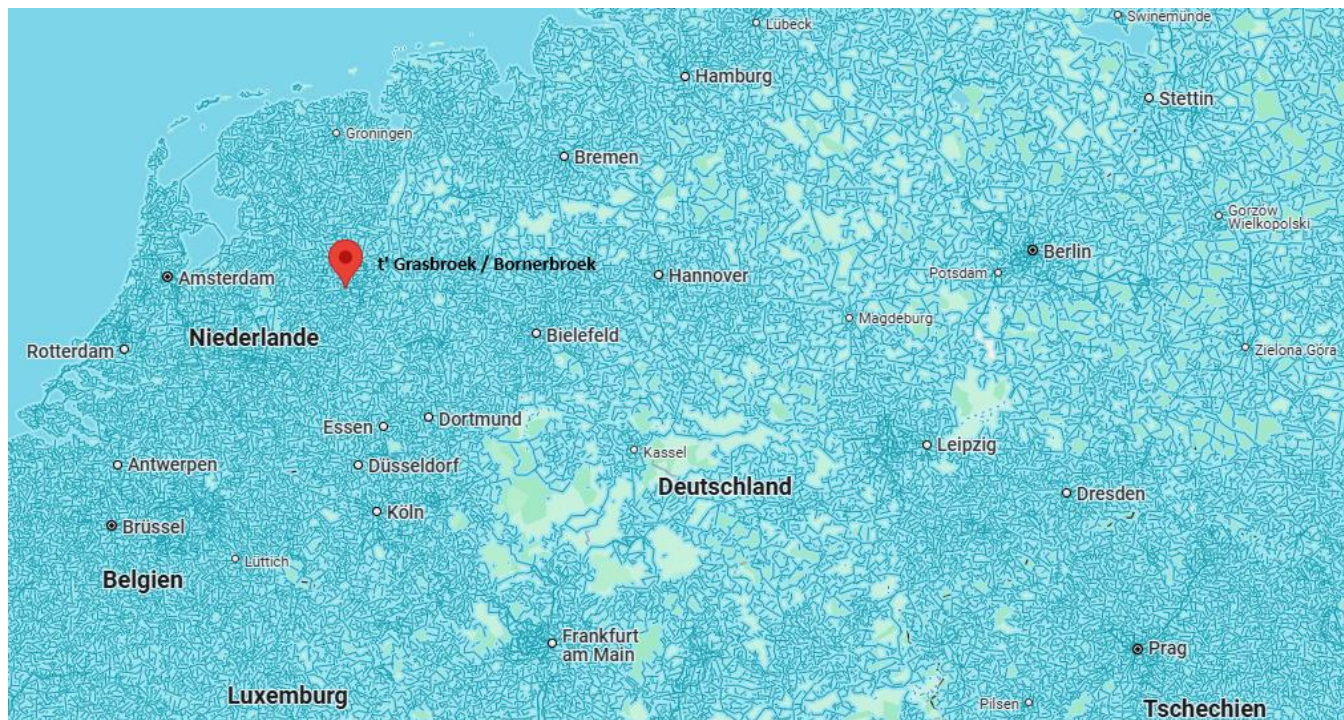 Swinemünde
Lübeck
Hamburg
Stettin
Groningen
Bremen
Gorzów
Wielkopolski
Berlin
t' Grasbroek / Bornerbroek
Amsterdam
Hannover
Potsdam
Magdeburg
Niederlande
Bielefeld
Rotterdam
Zielona Góra
Dortmund
Essen
Leipzig
Kassel
Antwerpen
Düsseldorf
Deutschland
Dresden
Köln
Brüssel
Lüttich
Belgien
Frankfurt
am Main
Prag
Luxemburg
Pilsen
Tschechien